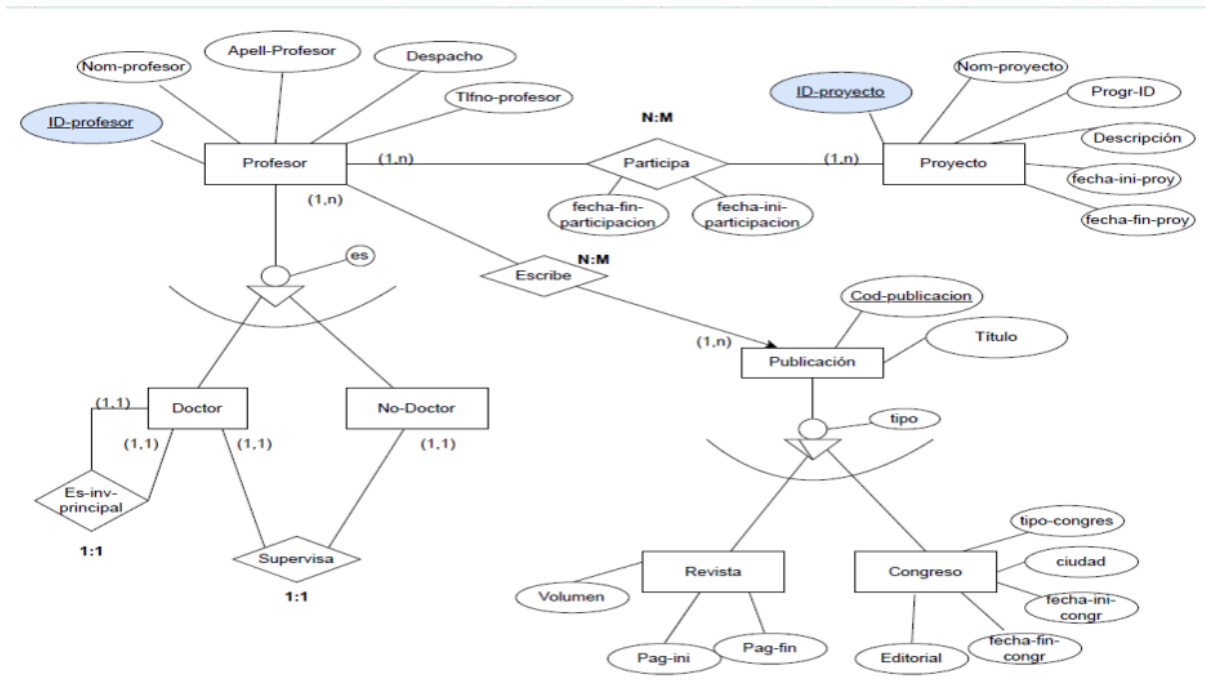 Apell-Profesor
Nom-profesor
Despacho
Tlfno-profesor
ID-profesor
Profesor
(1,n)
(1,n)
N:M
Participa
fecha-fin-
participacion
fecha-ini-
participacion
(1,n)
Nom-proyecto
ID-proyecto
Progr-ID
Descripción
Proyecto
fecha-ini-proy
fecha-fin-proy
es
N:M
Escribe
(1,n)
Cod-publicacion
Título
Publicación
tipo
(1,1)
Doctor
No-Doctor
(1,1)
(1,1)
(1,1)
Es-inv-
principal
1:1
Supervisa
1:1
Revista
Volumen
Pag-ini
Pag-fin
Congreso
tipo-congres
ciudad
fecha-ini-
congr
fecha-fin-
congr
Editorial